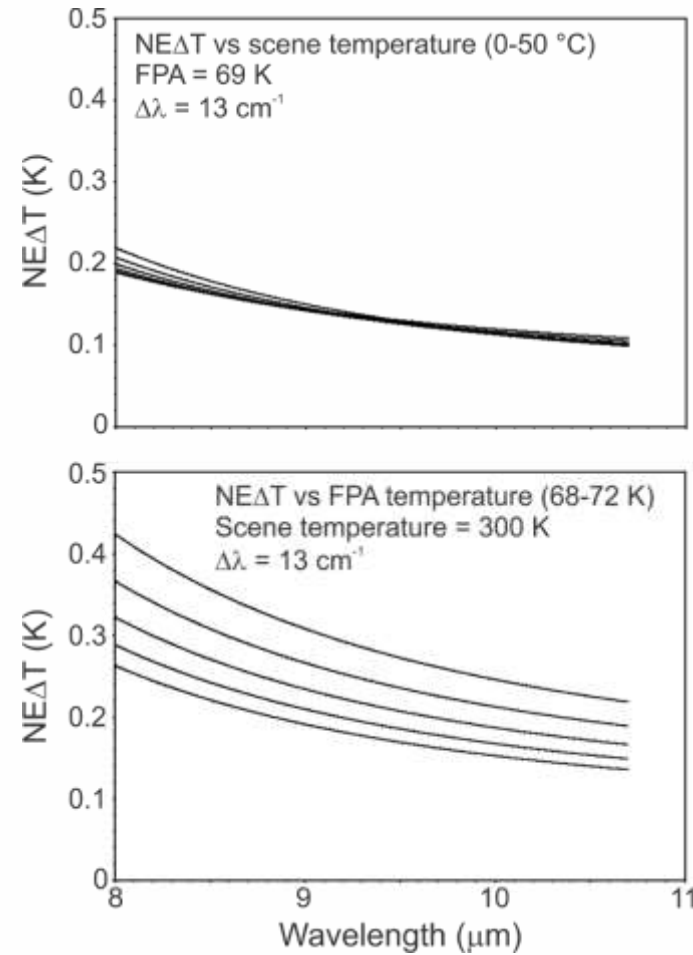 0.5
0.4
0.3
0.2
0.1
0
NEΔT (K)
NEΔT vs scene temperature (0-50 °C)
FPA = 69 K
Δλ = 13 cm⁻¹
0.5
0.4
0.3
0.2
0.1
0
NEΔT (K)
NEΔT vs FPA temperature (68-72 K)
Scene temperature = 300 K
Δλ = 13 cm⁻¹
8 9 10 11
Wavelength (μm)